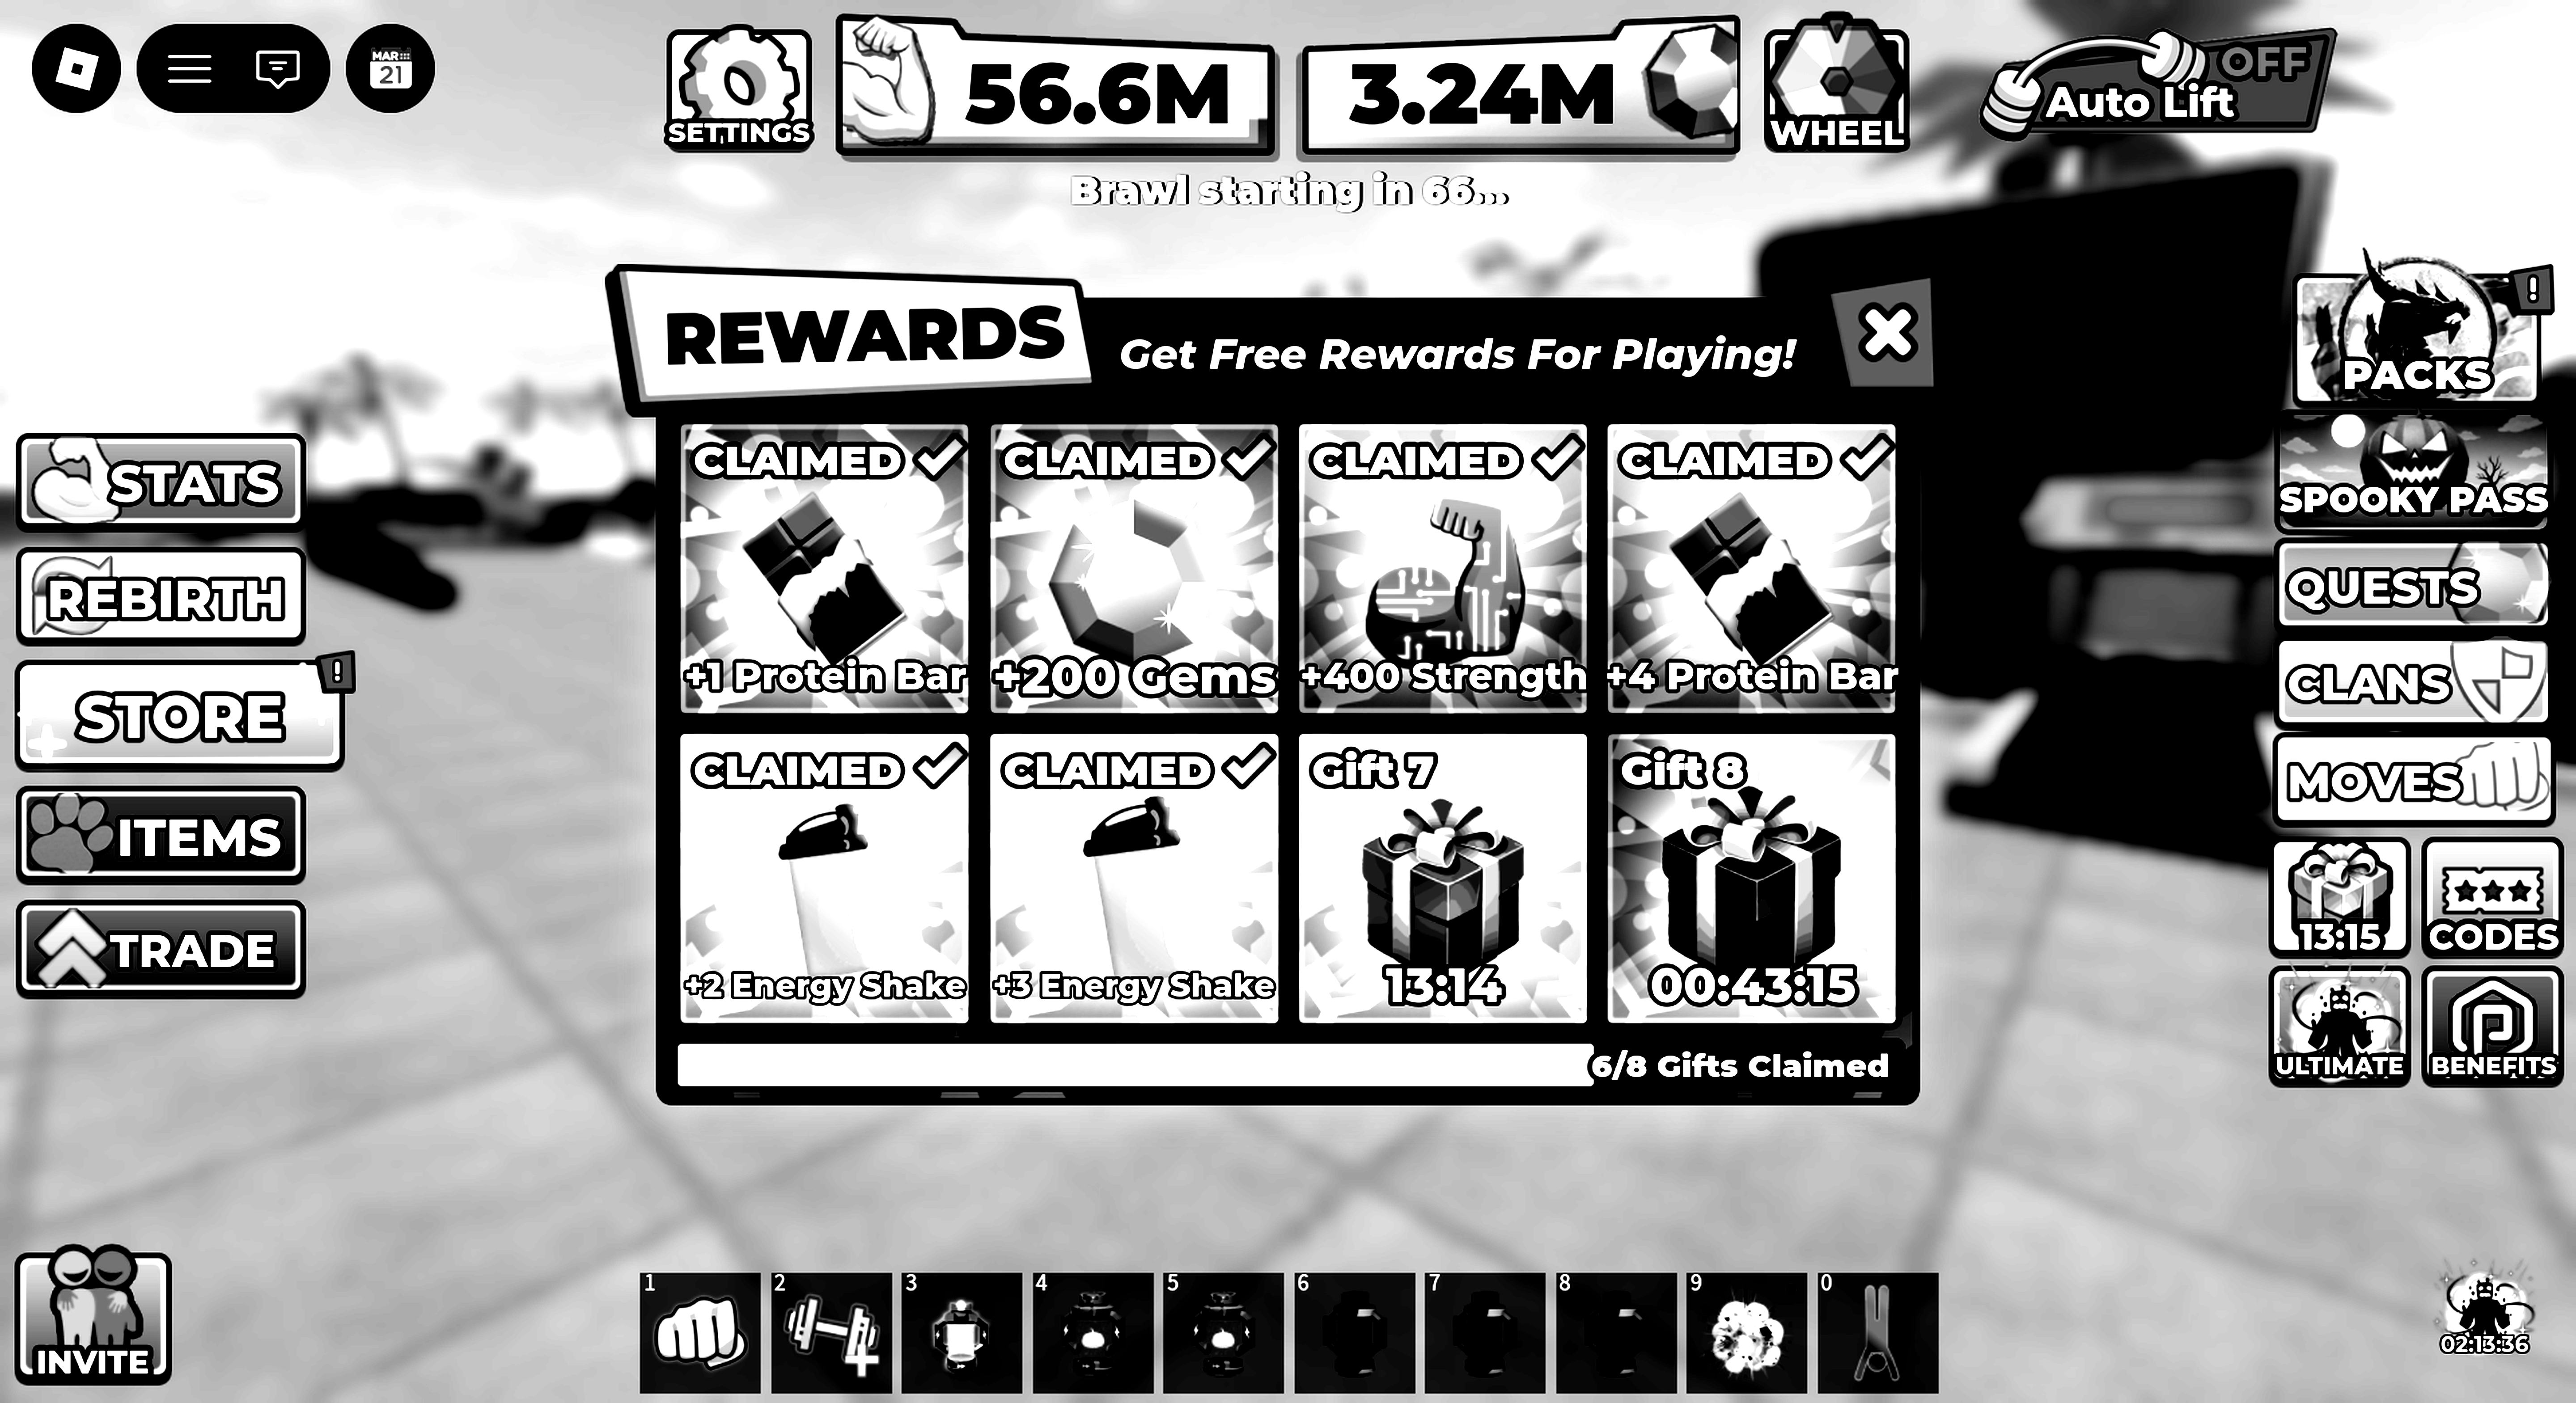 MAR
21
SETTINGS
56.6M
3.24M
WHEEL
OFF
Auto Lift
Brawl starting in 66...
REWARDS
Get Free Rewards For Playing!
CLAIMED
+1 Protein Bar
CLAIMED
+200 Gems
CLAIMED
+400 Strength
CLAIMED
+4 Protein Bar
CLAIMED
+2 Energy Shake
CLAIMED
+3 Energy Shake
Gift 7
13:14
Gift 8
00:43:15
6/8 Gifts Claimed
STATS
REBIRTH
!
STORE
ITEMS
TRADE
INVITE
!
PACKS
SPOOKY PASS
QUESTS
CLANS
MOVES
13:15
CODES
ULTIMATE
BENEFITS
1
2
3
4
5
6
7
8
9
0
02:13:36